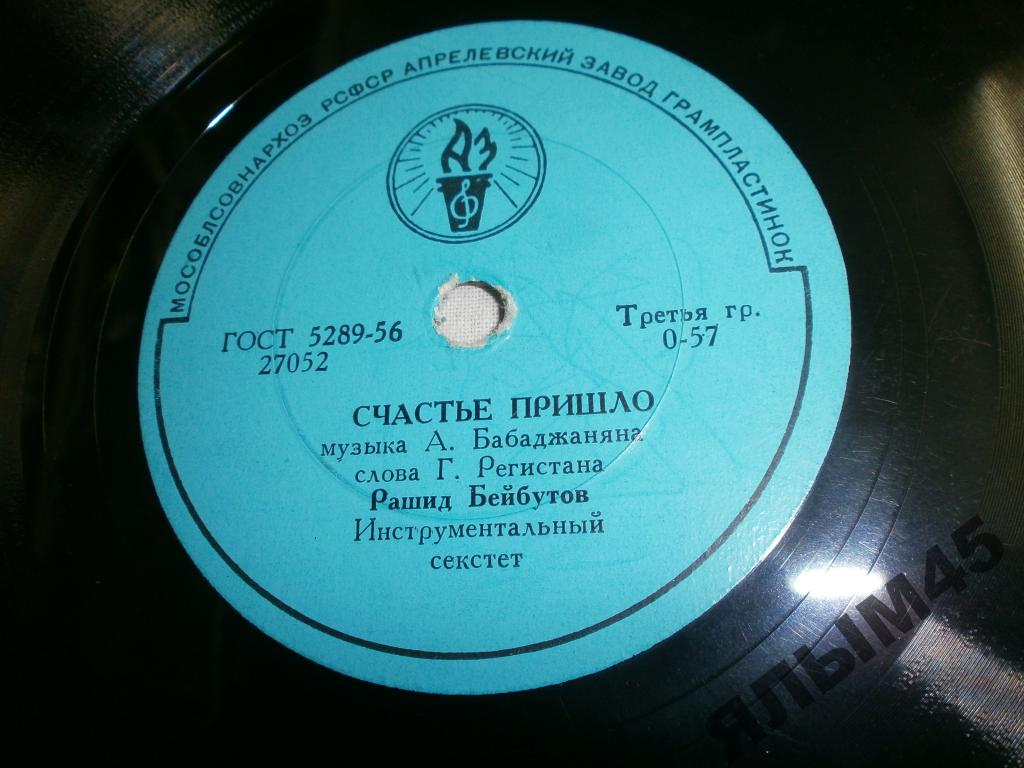 МОСОБЛСОВНАРХОЗ РСФСР АПРЕЛЕВСКИЙ ЗАВОД ГРАМПЛАСТИНОК
АЗ
ГОСТ 5289-56
27052
Третья гр.
0-57
СЧАСТЬЕ ПРИШЛО
музыка А. Бабаджаняна
слова Г. Регистана
Рашид Бейбутов
Инструментальный
секстет
ЯЛЫМ45